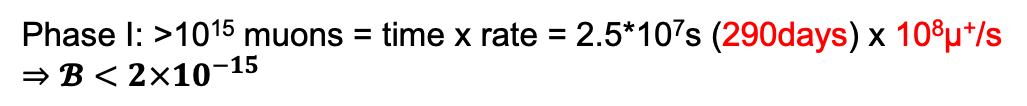 Phase I: >10¹⁵ muons = time x rate = 2.5*10⁷s (290days) x 10⁸μ⁺/s
⇒ 𝓑 < 2×10⁻¹⁵